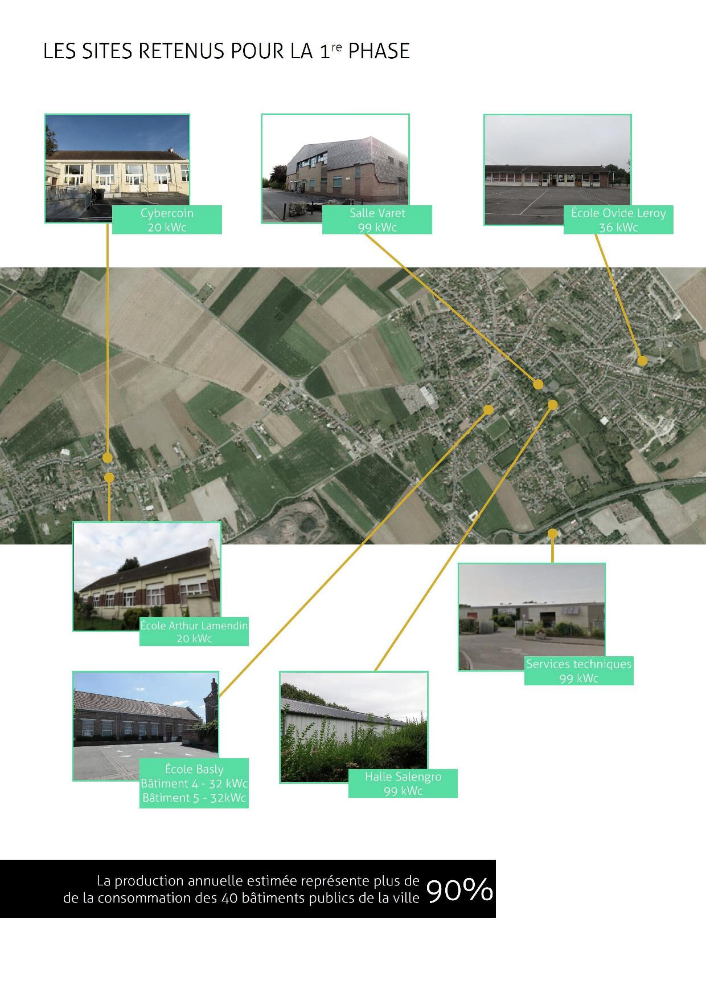 LES SITES RETENUS POUR LA 1re PHASE
Cybercoin
20 kWc
Salle Varet
99 kWc
École Ovide Leroy
36 kWc
École Arthur Lamendin
20 kWc
Services techniques
99 kWc
École Basly
Bâtiment 4 - 32 kWc
Bâtiment 5 - 32kWc
Halle Salengro
99 kWc
La production annuelle estimée représente plus de
de la consommation des 40 bâtiments publics de la ville
90%